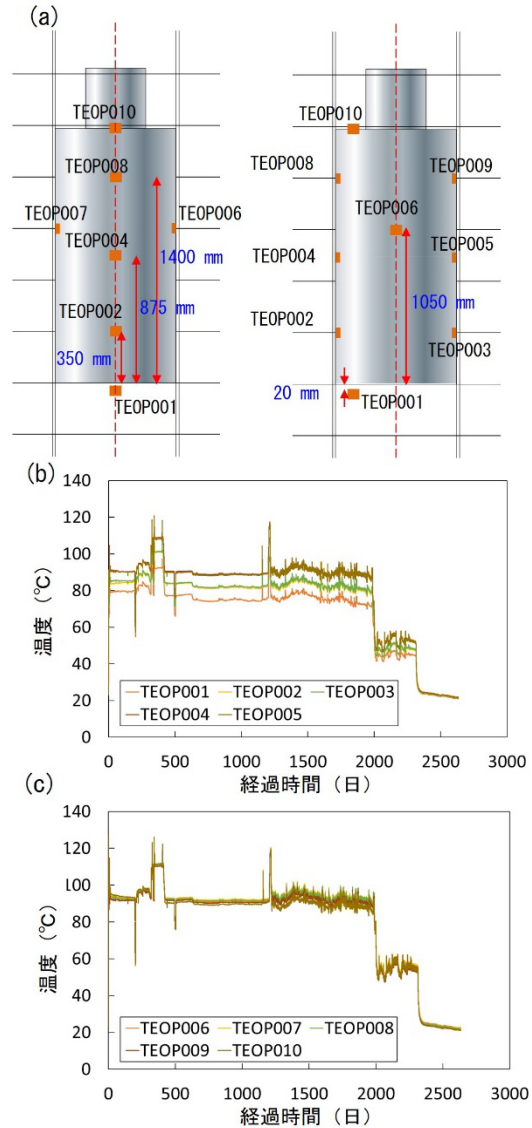 (a)
TEOP010
TEOP008
TEOP007
TEOP006
TEOP004
1400 mm
TEOP002
875 mm
350 mm
TEOP001
TEOP010
TEOP008
TEOP009
TEOP006
TEOP004
TEOP005
1050 mm
TEOP002
TEOP003
20 mm
TEOP001
(b)
140
120
100
80
60
40
20
0
温度（℃）
TEOP001 TEOP002 TEOP003
TEOP004 TEOP005
0 500 1000 1500 2000 2500 3000
経過時間（日）
(c)
140
120
100
80
60
40
20
0
温度（℃）
TEOP006 TEOP007 TEOP008
TEOP009 TEOP010
0 500 1000 1500 2000 2500 3000
経過時間（日）